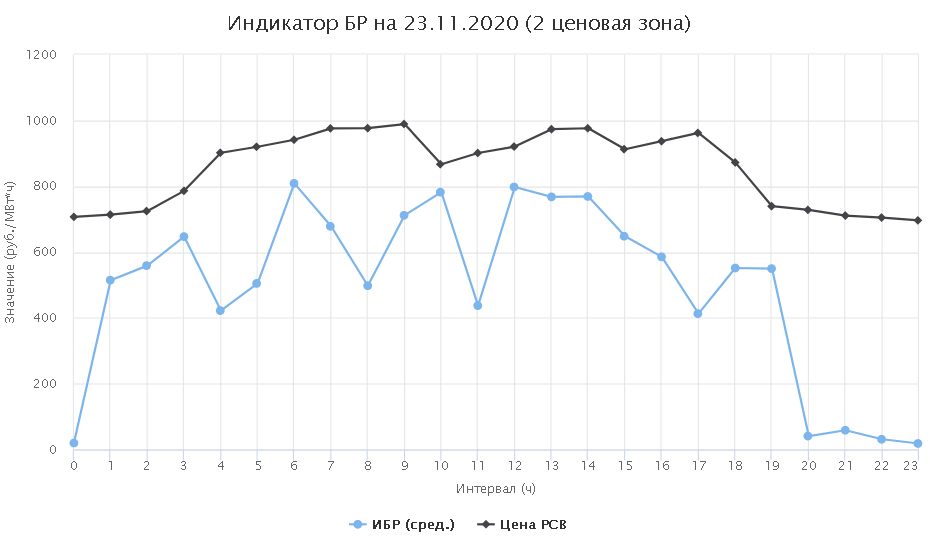 Индикатор БР на 23.11.2020 (2 ценовая зона)
1200
1000
800
600
400
200
0
Значение (руб./МВт*ч)
0 1 2 3 4 5 6 7 8 9 10 11 12 13 14 15 16 17 18 19 20 21 22 23
Интервал (ч)
ИБР (сред.) Цена РСВ